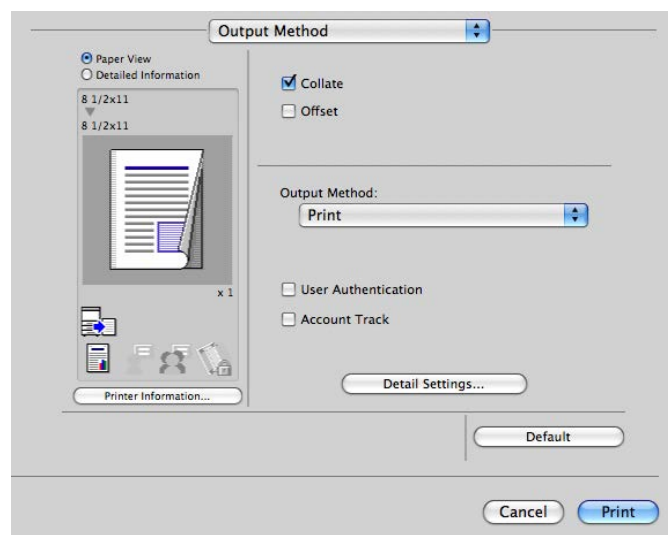 Output Method
Paper View
Detailed Information
8 1/2x11
8 1/2x11
x 1
Printer Information...
Collate
Offset
Output Method:
Print
User Authentication
Account Track
Detail Settings...
Default
Cancel
Print